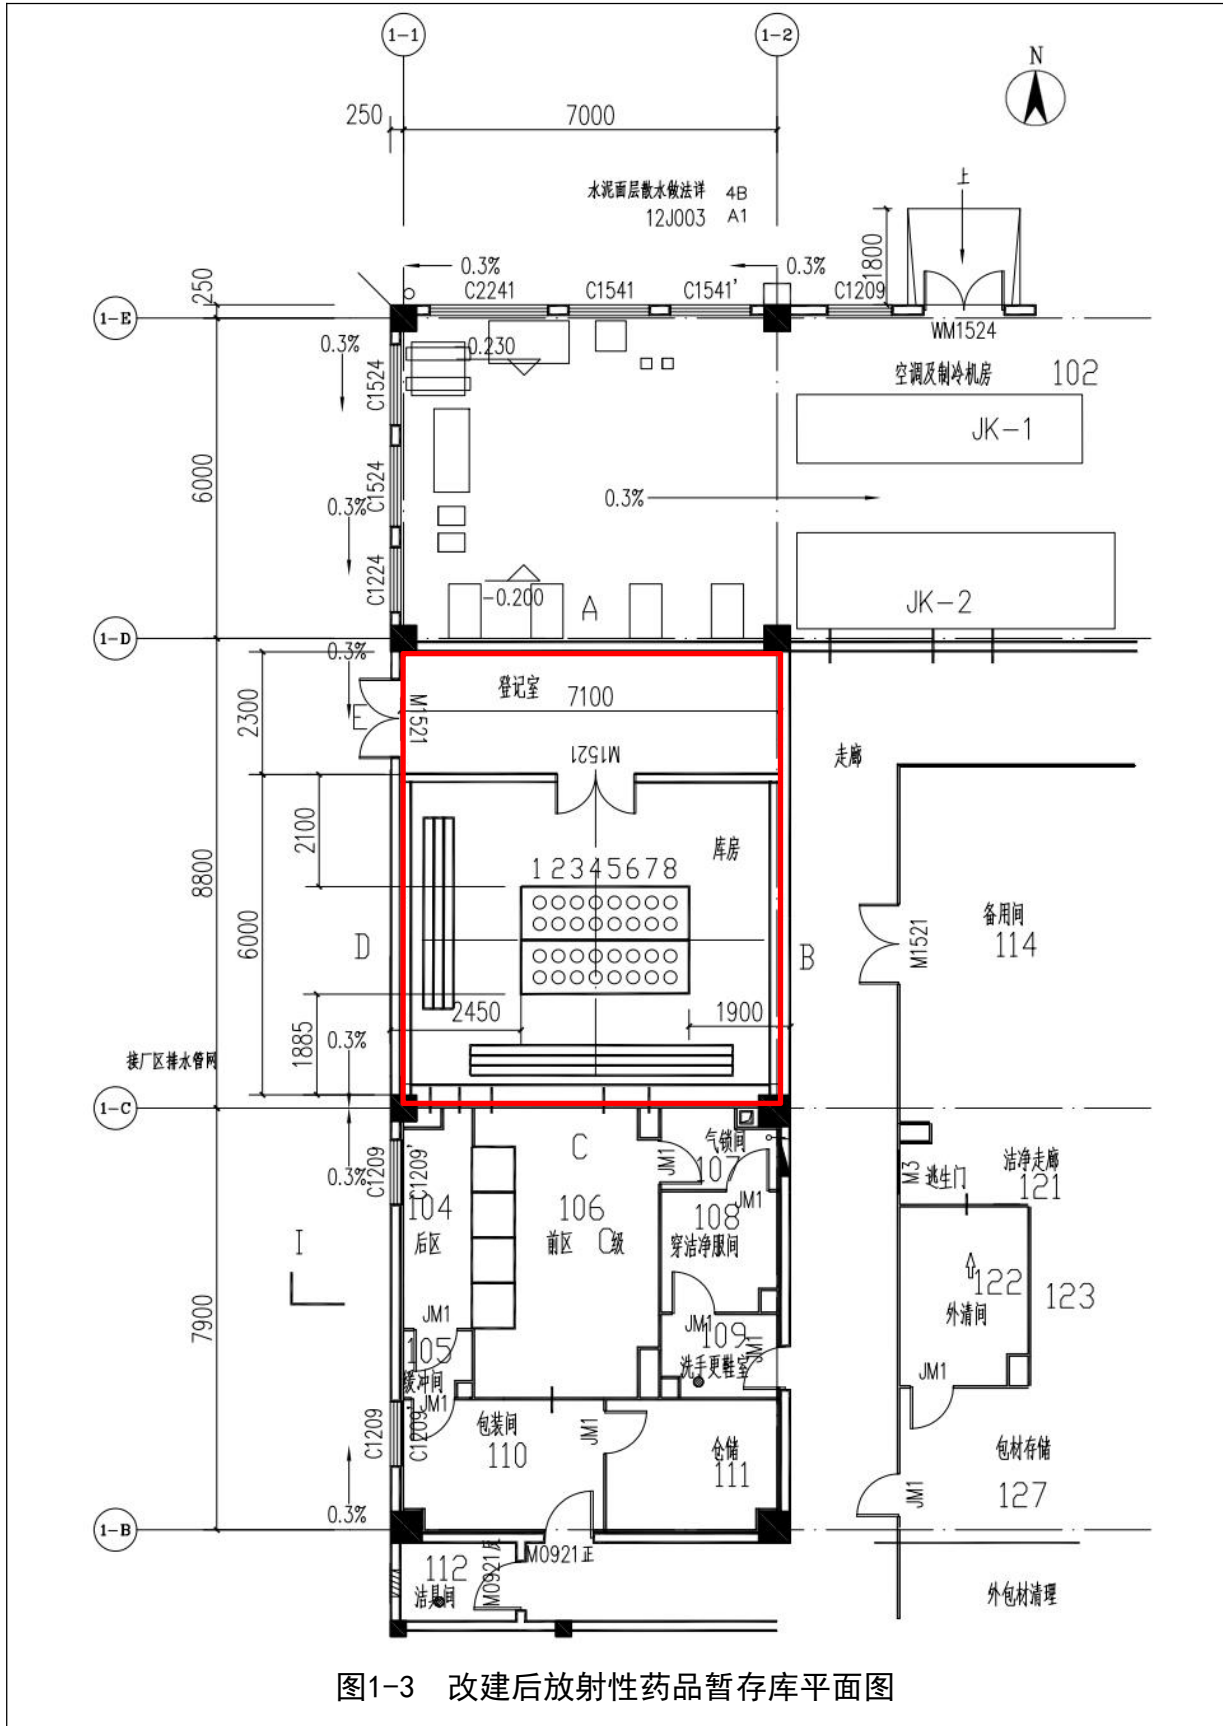 1-1
1-2
N
250
7000
水泥面层散水做法详 4B
12J003 A1
上
1800
250
0.3%
0.3%
C2241
C1541
C1541'
C1209
1-E
WM1524
0.3%
-0.230
空调及制冷机房 102
C1524
JK-1
6000
C1524
0.3%
0.3%
C1224
-0.200
A
JK-2
1-D
0.3%
登记室
7100
2300
E
M1521
M1521
走廊
2100
库房
12345678
8800
6000
备用间
114
D
B
M1521
2450
1900
1885
0.3%
接厂区排水管网
1-C
C
气锁间
107
JM1
洁净走廊
121
M3
逃生门
0.3%
C1209
C1209'
104
后区
106
前区 C级
JM1
108
穿洁净服间
I
122
外清间
123
7900
JM1
JM1
109
洗手更鞋室
JM1
105
缓冲间
JM1
JM1
C1209
C1209'
包装间
110
JM1
仓储
111
包材存储
127
JM1
0.3%
1-B
M0921正
M0921反
112
洁具间
外包材清理
图1-3 改建后放射性药品暂存库平面图